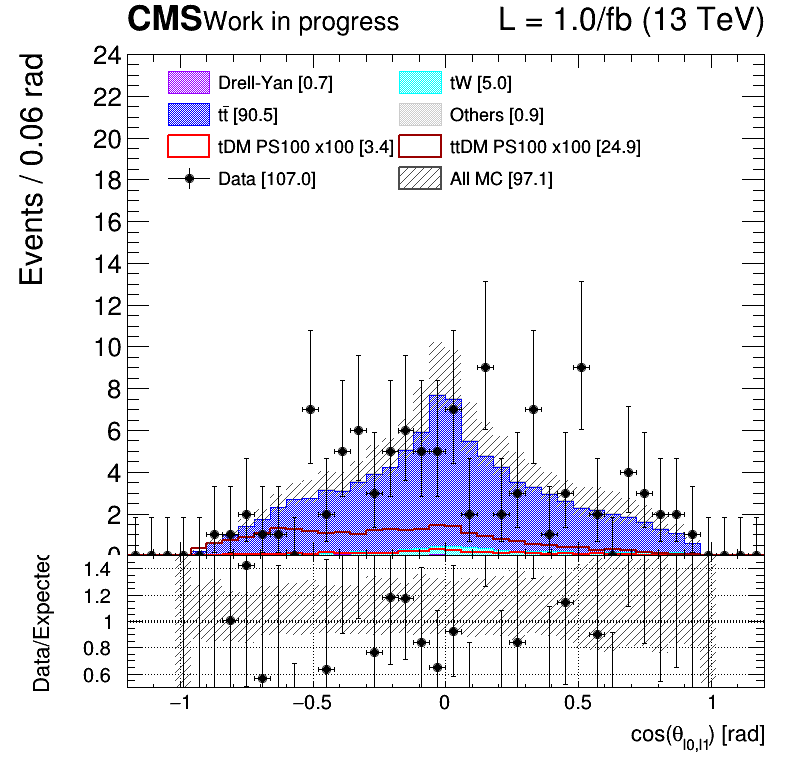 CMS Work in progress L = 1.0/fb (13 TeV)
Events / 0.06 rad
24
22
20
18
16
14
12
10
8
6
4
2
0
Drell-Yan [0.7] tW [5.0]
tt̄ [90.5] Others [0.9]
tDM PS100 x100 [3.4] ttDM PS100 x100 [24.9]
Data [107.0] All MC [97.1]
Data/Expected
1.4
1.2
1
0.8
0.6
−1 −0.5 0 0.5 1
cos(θl0,l1) [rad]